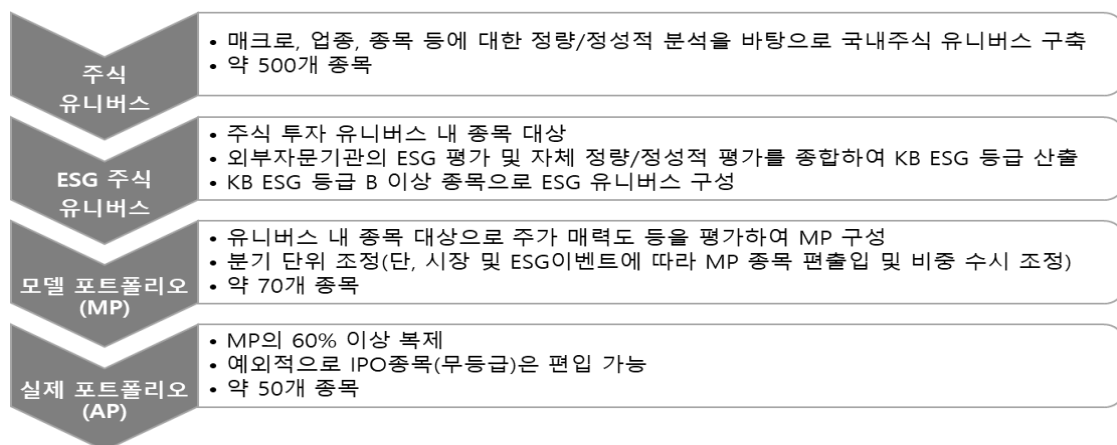 주식
유니버스
• 매크로, 업종, 종목 등에 대한 정량/정성적 분석을 바탕으로 국내주식 유니버스 구축
• 약 500개 종목
ESG 주식
유니버스
• 주식 투자 유니버스 내 종목 대상
• 외부자문기관의 ESG 평가 및 자체 정량/정성적 평가를 종합하여 KB ESG 등급 산출
• KB ESG 등급 B 이상 종목으로 ESG 유니버스 구성
모델 포트폴리오
(MP)
• 유니버스 내 종목 대상으로 주가 매력도 등을 평가하여 MP 구성
• 분기 단위 조정(단, 시장 및 ESG이벤트에 따라 MP 종목 편출입 및 비중 수시 조정)
• 약 70개 종목
실제 포트폴리오
(AP)
• MP의 60% 이상 복제
• 예외적으로 IPO종목(무등급)은 편입 가능
• 약 50개 종목